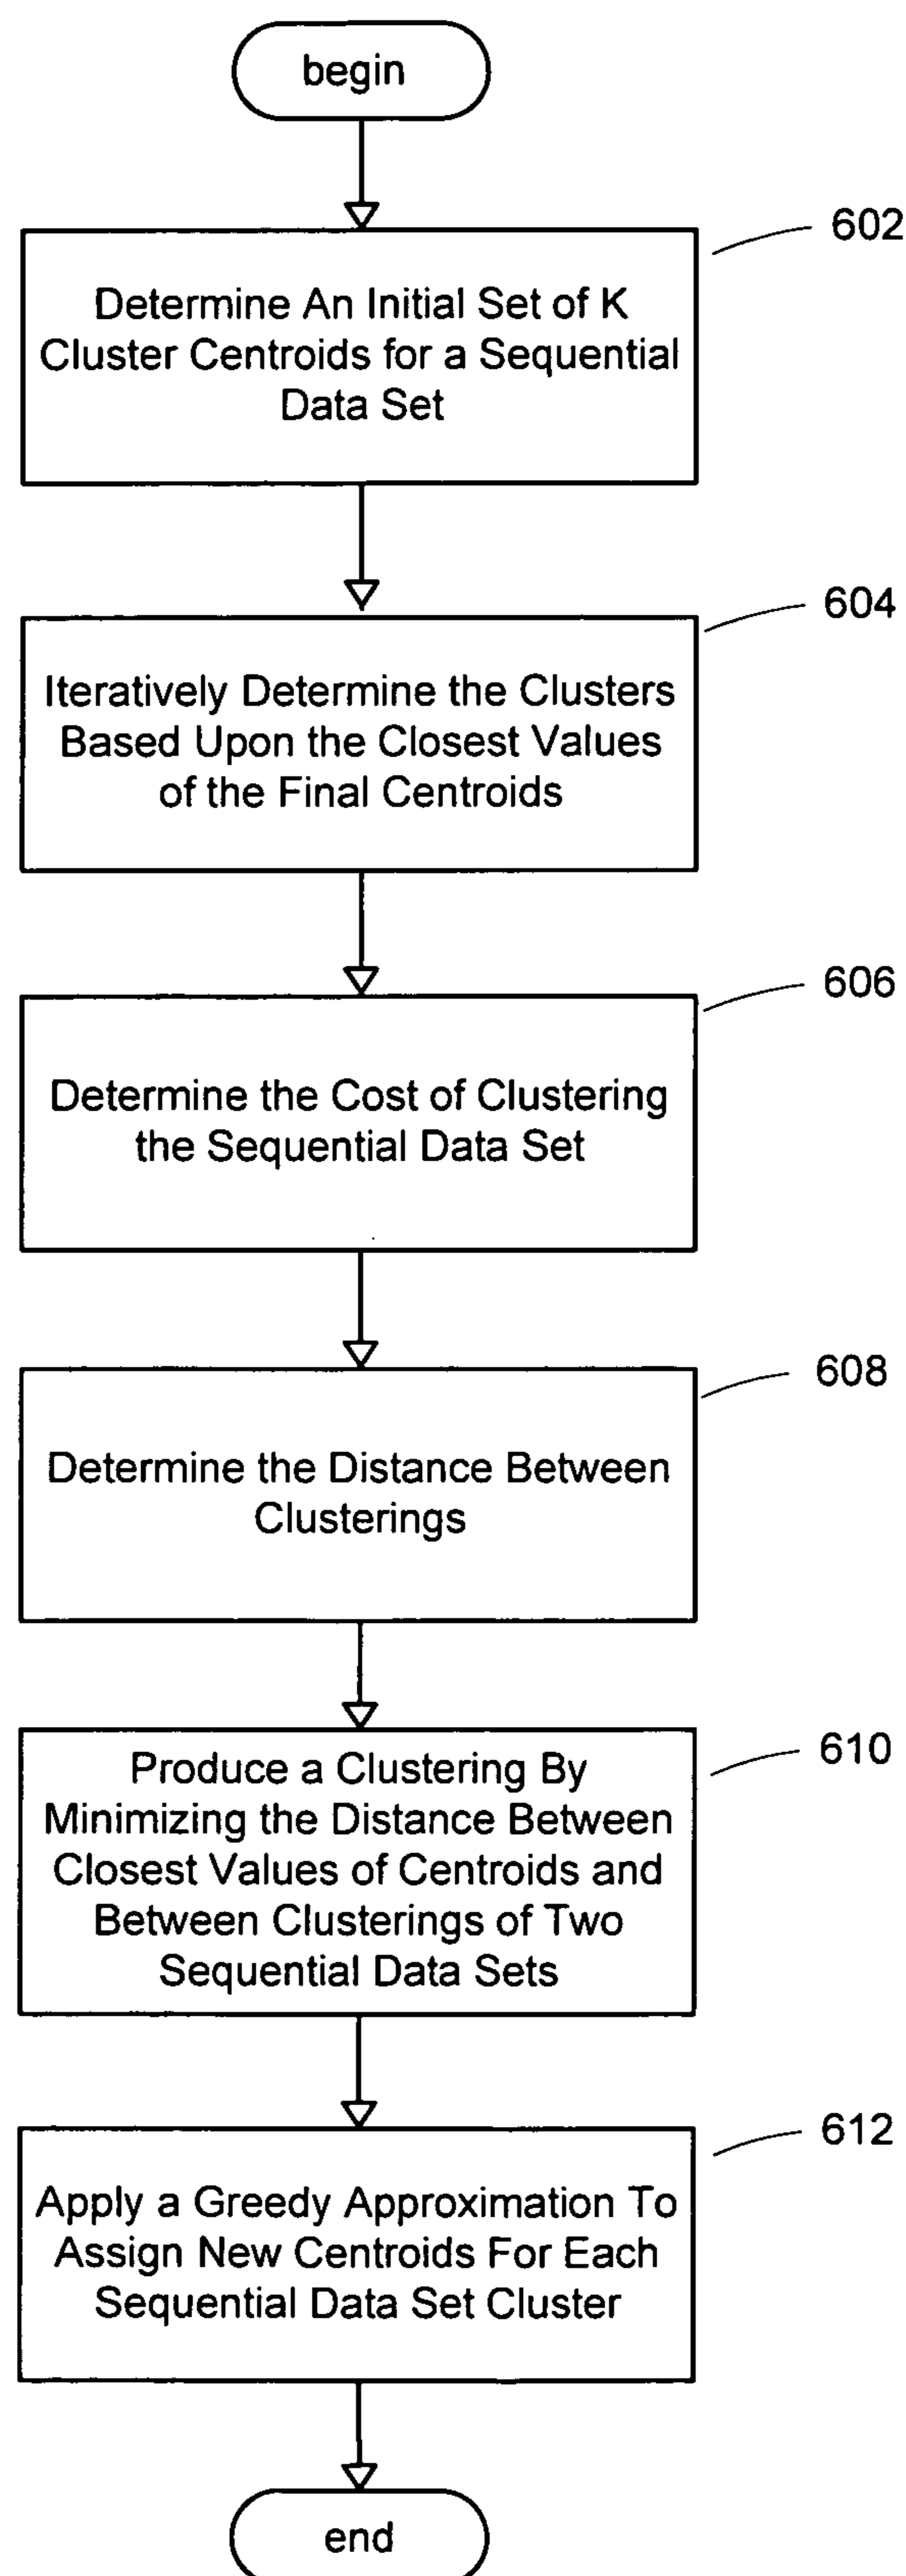 begin
602
Determine An Initial Set of K
Cluster Centroids for a Sequential
Data Set
604
Iteratively Determine the Clusters
Based Upon the Closest Values
of the Final Centroids
606
Determine the Cost of Clustering
the Sequential Data Set
608
Determine the Distance Between
Clusterings
610
Produce a Clustering By
Minimizing the Distance Between
Closest Values of Centroids and
Between Clusterings of Two
Sequential Data Sets
612
Apply a Greedy Approximation To
Assign New Centroids For Each
Sequential Data Set Cluster
end